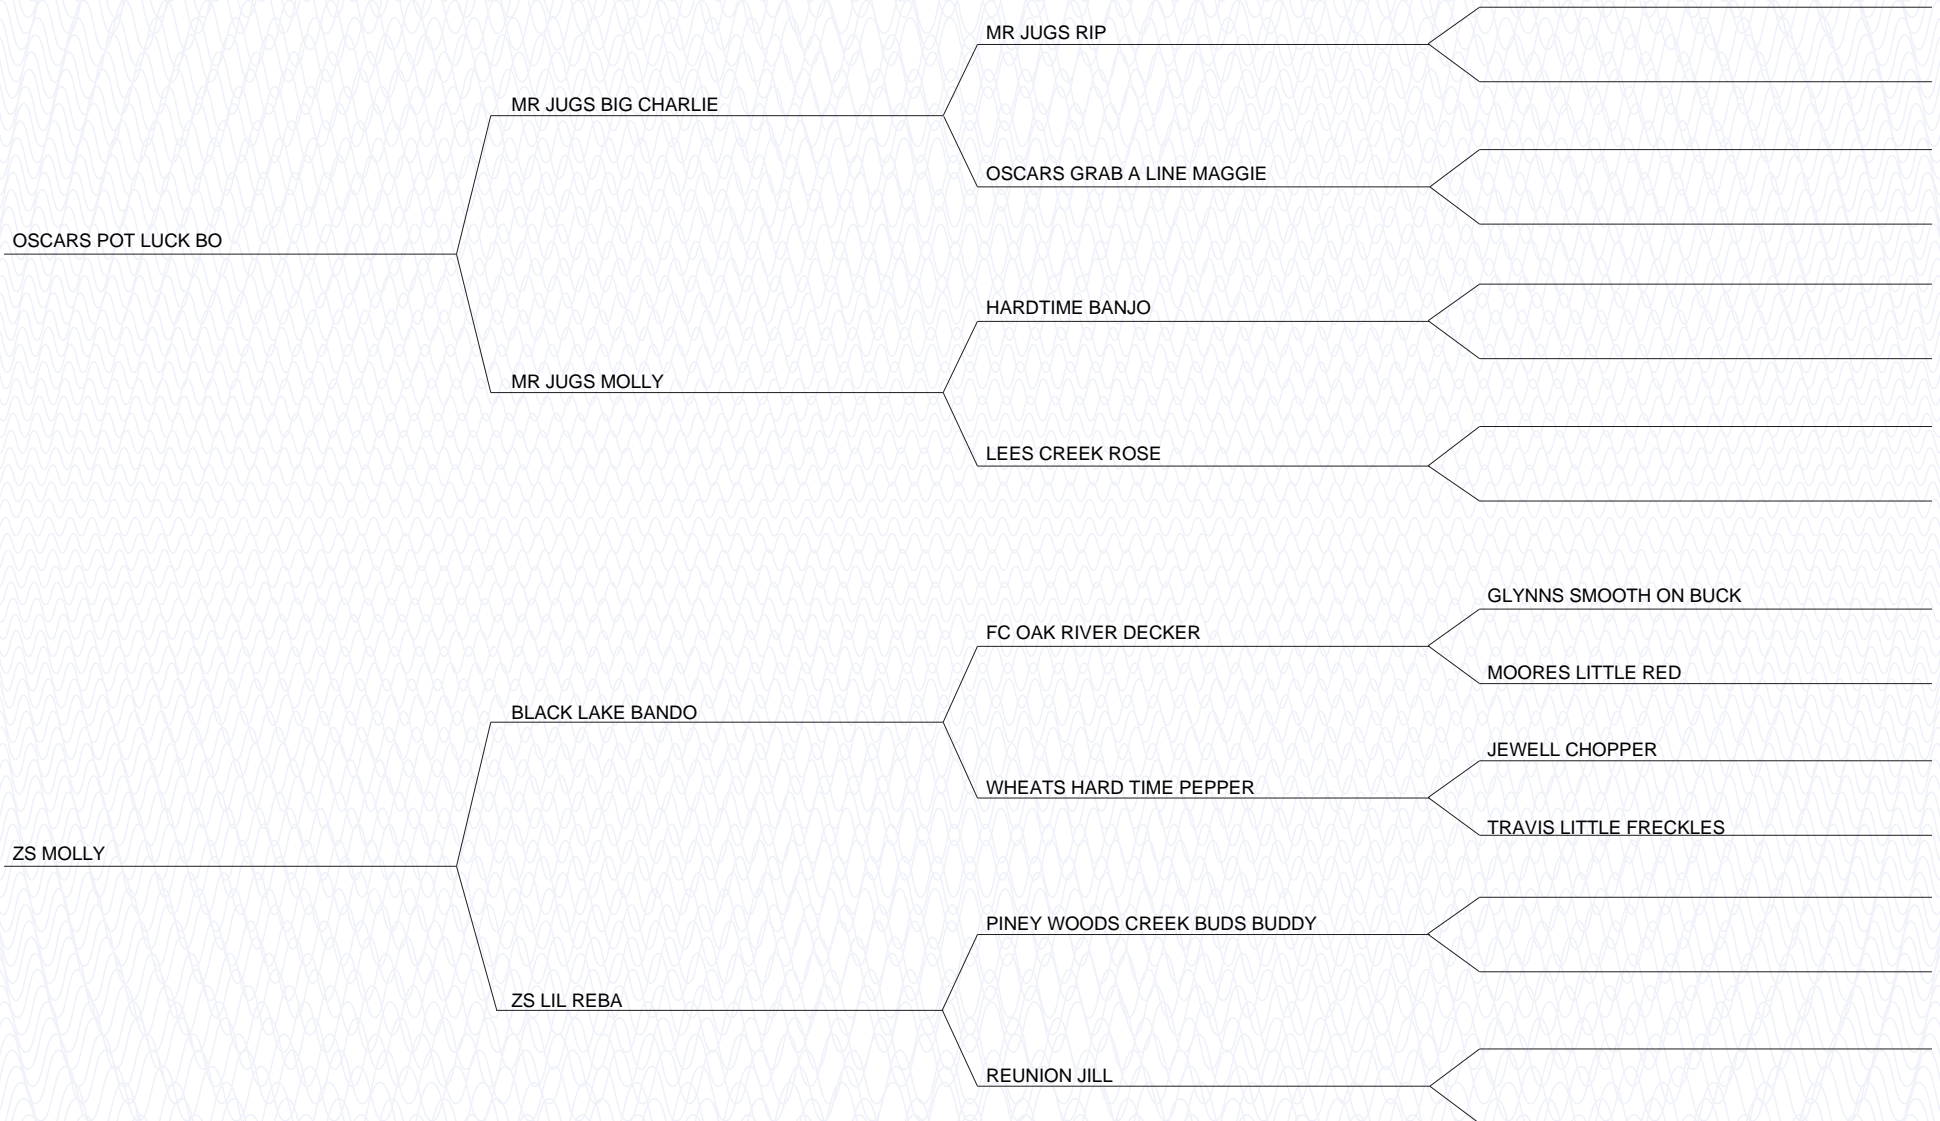 MR JUGS RIP
MR JUGS BIG CHARLIE
OSCARS GRAB A LINE MAGGIE
OSCARS POT LUCK BO
HARDTIME BANJO
MR JUGS MOLLY
LEES CREEK ROSE
GLYNNS SMOOTH ON BUCK
FC OAK RIVER DECKER
MOORES LITTLE RED
BLACK LAKE BANDO
JEWELL CHOPPER
WHEATS HARD TIME PEPPER
TRAVIS LITTLE FRECKLES
ZS MOLLY
PINEY WOODS CREEK BUDS BUDDY
ZS LIL REBA
REUNION JILL